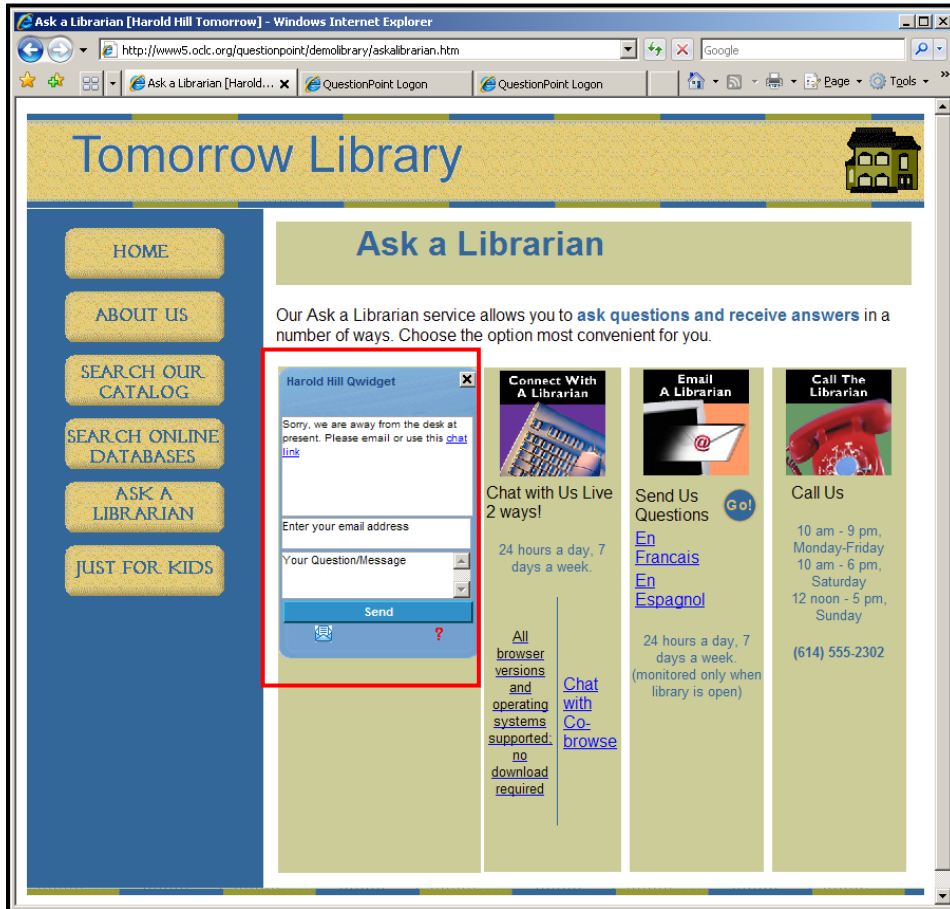 Ask a Librarian [Harold Hill Tomorrow] - Windows Internet Explorer
http://www5.oclc.org/questionpoint/demolibrary/askalibrarian.htm
Google
Ask a Librarian [Harold...
QuestionPoint Logon
QuestionPoint Logon
Page
Tools
Tomorrow Library
HOME
ABOUT US
SEARCH OUR
CATALOG
SEARCH ONLINE
DATABASES
ASK A
LIBRARIAN
JUST FOR KIDS
Ask a Librarian
Our Ask a Librarian service allows you to ask questions and receive answers in a
number of ways. Choose the option most convenient for you.
Harold Hill Qwidget
Sorry, we are away from the desk at
present. Please email or use this chat
link
Enter your email address
Your Question/Message
Send
?
Connect With
A Librarian
Chat with Us Live
2 ways!
24 hours a day, 7
days a week.
All
browser
versions
and
operating
systems
supported;
no
download
required
Chat
with
Co-
browse
Email
A Librarian
@
Send Us
Questions
Go!
En
Francais
En
Espagnol
24 hours a day, 7
days a week.
(monitored only when
library is open)
Call The
Librarian
Call Us
10 am - 9 pm,
Monday-Friday
10 am - 6 pm,
Saturday
12 noon - 5 pm,
Sunday
(614) 555-2302